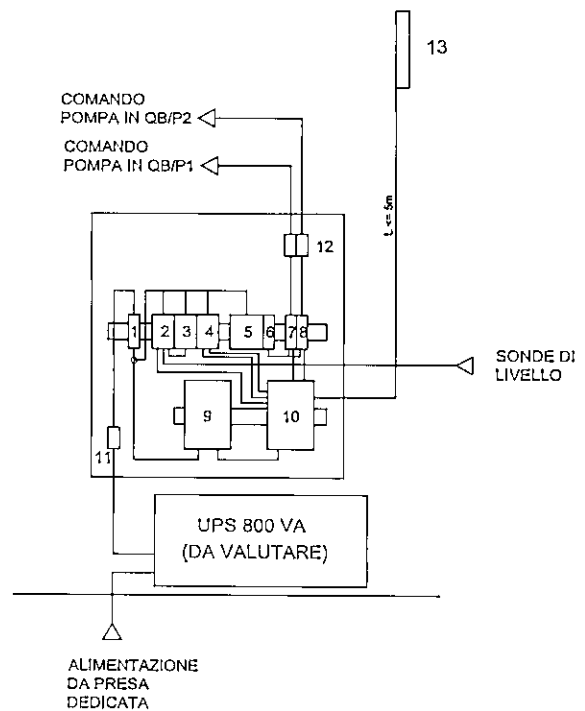 13
COMANDO
POMPA IN QB/P2
COMANDO
POMPA IN QB/P1
L <= 5m
12
1 2 3 4 5 6 7 8
SONDE DI
LIVELLO
9 10
11
UPS 800 VA
(DA VALUTARE)
ALIMENTAZIONE
DA PRESA
DEDICATA